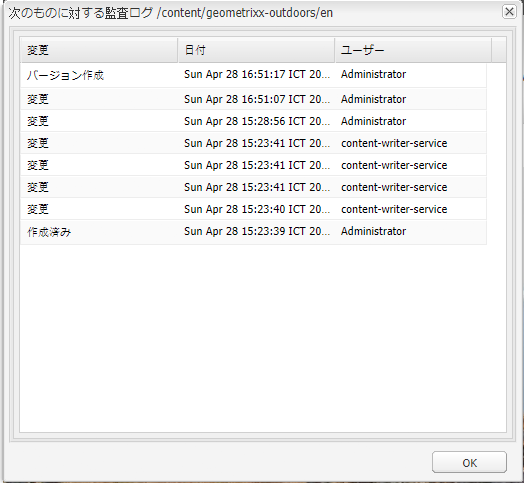 次のものに対する監査ログ /content/geometrixx-outdoors/en
変更 日付 ユーザー
バージョン作成 Sun Apr 28 16:51:17 ICT 20... Administrator
変更 Sun Apr 28 16:51:07 ICT 20... Administrator
変更 Sun Apr 28 15:28:56 ICT 20... Administrator
変更 Sun Apr 28 15:23:41 ICT 20... content-writer-service
変更 Sun Apr 28 15:23:41 ICT 20... content-writer-service
変更 Sun Apr 28 15:23:41 ICT 20... content-writer-service
変更 Sun Apr 28 15:23:40 ICT 20... content-writer-service
作成済み Sun Apr 28 15:23:39 ICT 20... Administrator
OK